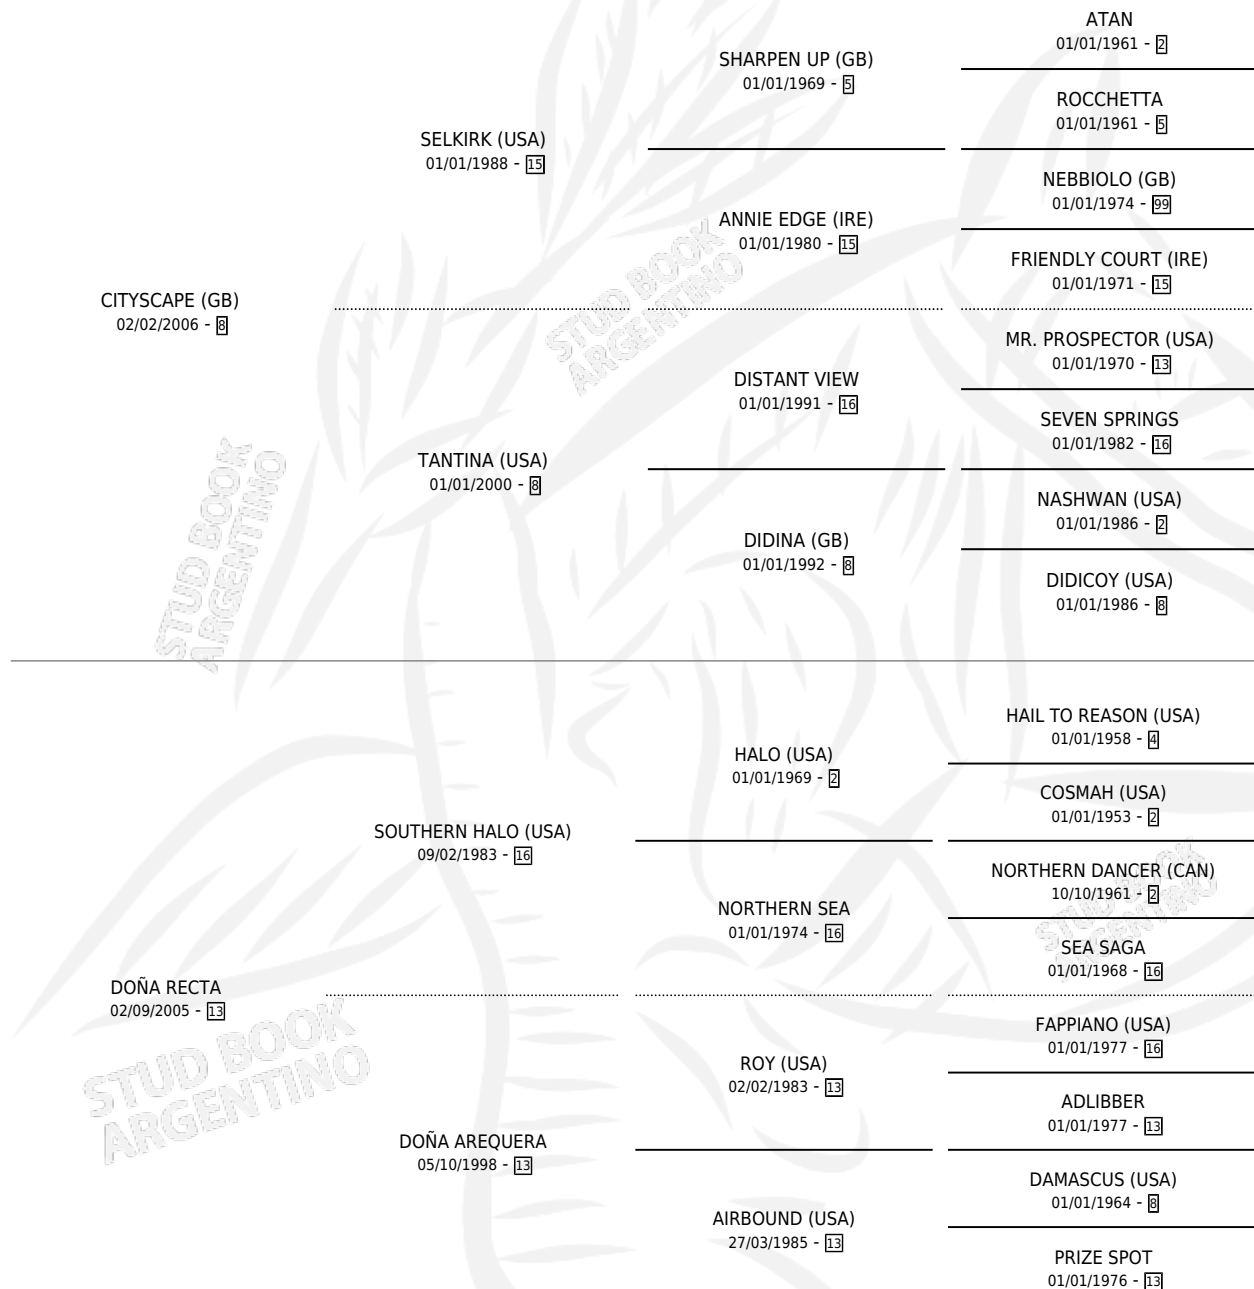 ATAN
01/01/1961 - 2
SHARPEN UP (GB)
01/01/1969 - 5
ROCCHETTA
01/01/1961 - 5
SELKIRK (USA)
01/01/1988 - 15
NEBBIOLO (GB)
01/01/1974 - 99
ANNIE EDGE (IRE)
01/01/1980 - 15
FRIENDLY COURT (IRE)
01/01/1971 - 15
CITYSCAPE (GB)
02/02/2006 - 8
MR. PROSPECTOR (USA)
01/01/1970 - 13
DISTANT VIEW
01/01/1991 - 16
SEVEN SPRINGS
01/01/1982 - 16
TANTINA (USA)
01/01/2000 - 8
NASHWAN (USA)
01/01/1986 - 2
DIDINA (GB)
01/01/1992 - 8
DIDICOY (USA)
01/01/1986 - 8
HAIL TO REASON (USA)
01/01/1958 - 4
HALO (USA)
01/01/1969 - 2
COSMAH (USA)
01/01/1953 - 2
SOUTHERN HALO (USA)
09/02/1983 - 16
NORTHERN DANCER (CAN)
10/10/1961 - 2
NORTHERN SEA
01/01/1974 - 16
SEA SAGA
01/01/1968 - 16
DOÑA RECTA
02/09/2005 - 13
FAPPIANO (USA)
01/01/1977 - 16
ROY (USA)
02/02/1983 - 13
ADLIBBER
01/01/1977 - 13
DOÑA AREQUERA
05/10/1998 - 13
DAMASCUS (USA)
01/01/1964 - 8
AIRBOUND (USA)
27/03/1985 - 13
PRIZE SPOT
01/01/1976 - 13
STUD BOOK
ARGENTINO
STUD BOOK
ARGENTINO
STUD BOOK
ARGENTINO
STUD BOOK
ARGENTINO